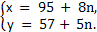 {x = 95 + 8n,
y = 57 + 5n.